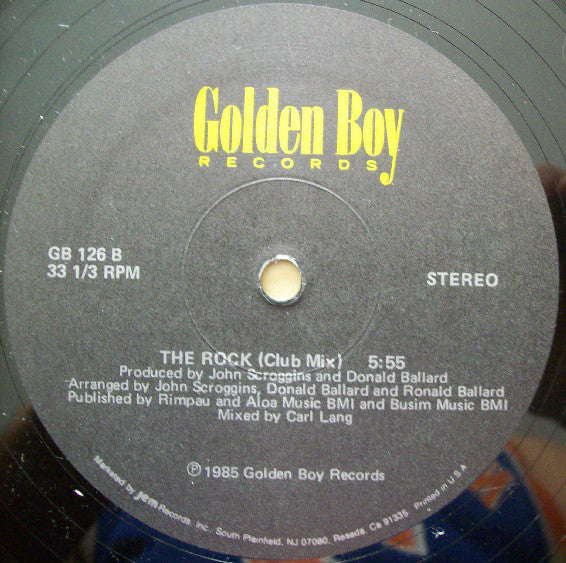 Golden Boy
RECORDS
GB 126 B
33 1/3 RPM
STEREO
THE ROCK (Club Mix) 5:55
Produced by John Scroggins and Donald Ballard
Arranged by John Scroggins, Donald Ballard and Ronald Ballard
Published by Rimpau and Aloa Music BMI and Busim Music BMI
Mixed by Carl Lang
℗ 1985 Golden Boy Records
Marketed by jem Records, Inc. South Plainfield, NJ 07080, Reseda, Ca 91335 Printed in U.S.A